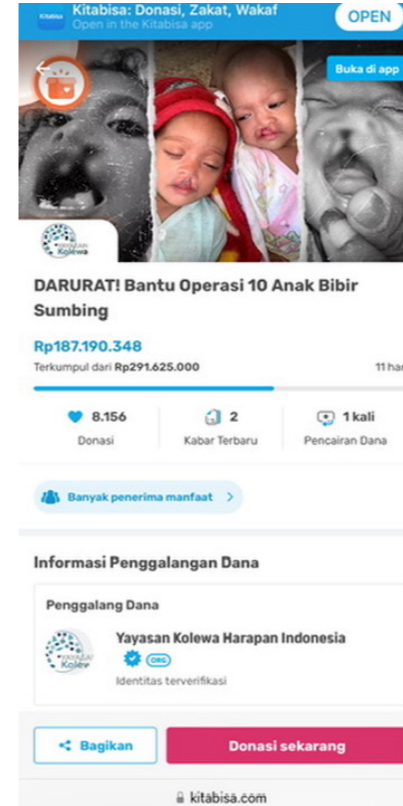 Kitabisa: Donasi, Zakat, Wakaf
Open in the Kitabisa app
OPEN
Buka di app
Kolewa
DARURAT! Bantu Operasi 10 Anak Bibir
Sumbing
Rp187.190.348
Terkumpul dari Rp291.625.000
11 har
8.156
2
1 kali
Donasi
Kabar Terbaru
Pencairan Dana
Banyak penerima manfaat >
Informasi Penggalangan Dana
Penggalang Dana
Yayasan Kolewa Harapan Indonesia
ORG
Identitas terverifikasi
Bagikan
Donasi sekarang
kitabisa.com